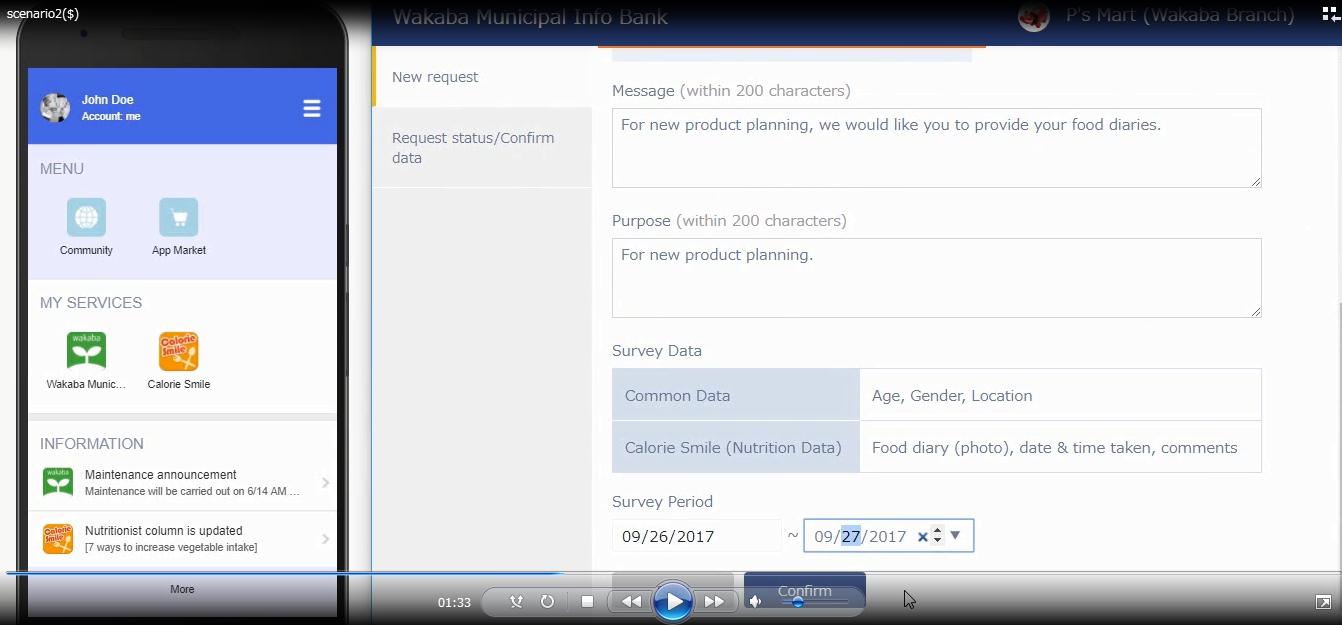 scenario2($)
John Doe
Account: me
MENU
Community
App Market
MY SERVICES
wakaba
Calorie
Smile
Wakaba Munic...
Calorie Smile
INFORMATION
wakaba
Maintenance announcement
Maintenance will be carried out on 6/14 AM ...
Calorie
Smile
Nutritionist column is updated
[7 ways to increase vegetable intake]
More
Wakaba Municipal Info Bank
P's Mart (Wakaba Branch)
New request
Request status/Confirm
data
Message (within 200 characters)
For new product planning, we would like you to provide your food diaries.
Purpose (within 200 characters)
For new product planning.
Survey Data
Common Data
Age, Gender, Location
Calorie Smile (Nutrition Data)
Food diary (photo), date & time taken, comments
Survey Period
09/26/2017 ~ 09/27/2017
Confirm
01:33